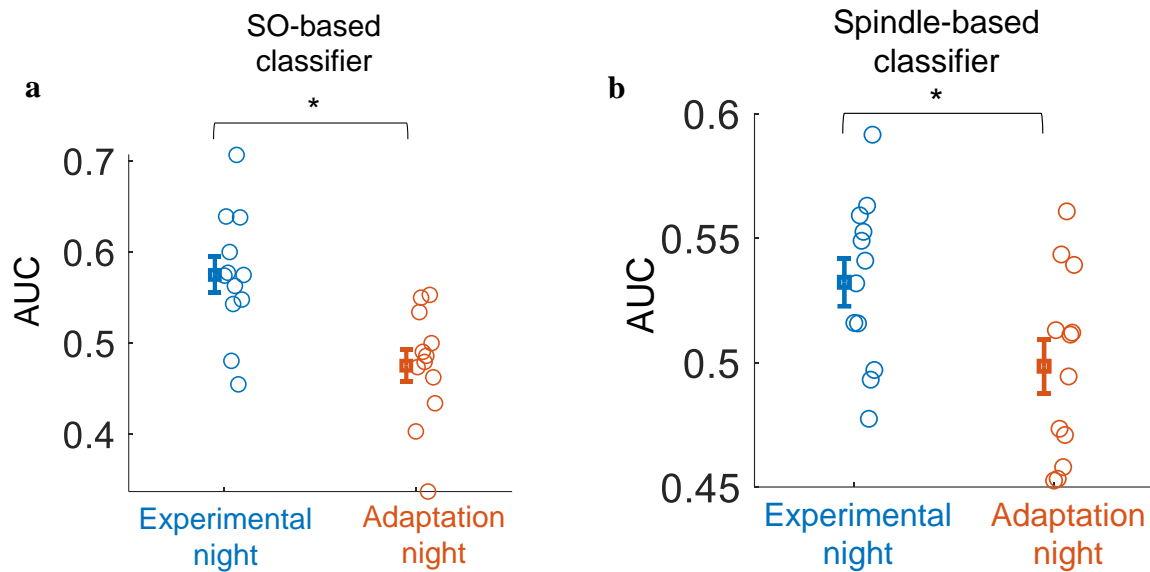 SO-based
classifier
a
*
0.7
0.6
0.5
0.4
AUC
Experimental
night
Adaptation
night
Spindle-based
classifier
b
*
0.6
0.55
0.5
0.45
AUC
Experimental
night
Adaptation
night